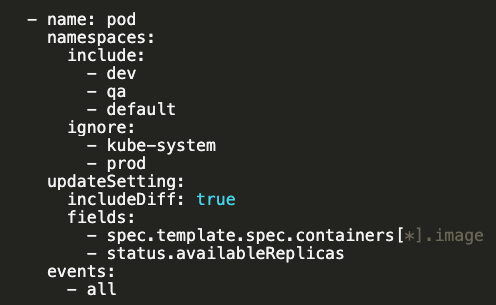 - name: pod
  namespaces:
    include:
      - dev
      - qa
      - default
    ignore:
      - kube-system
      - prod
  updateSetting:
    includeDiff: true
    fields:
      - spec.template.spec.containers[*].image
      - status.availableReplicas
  events:
    - all